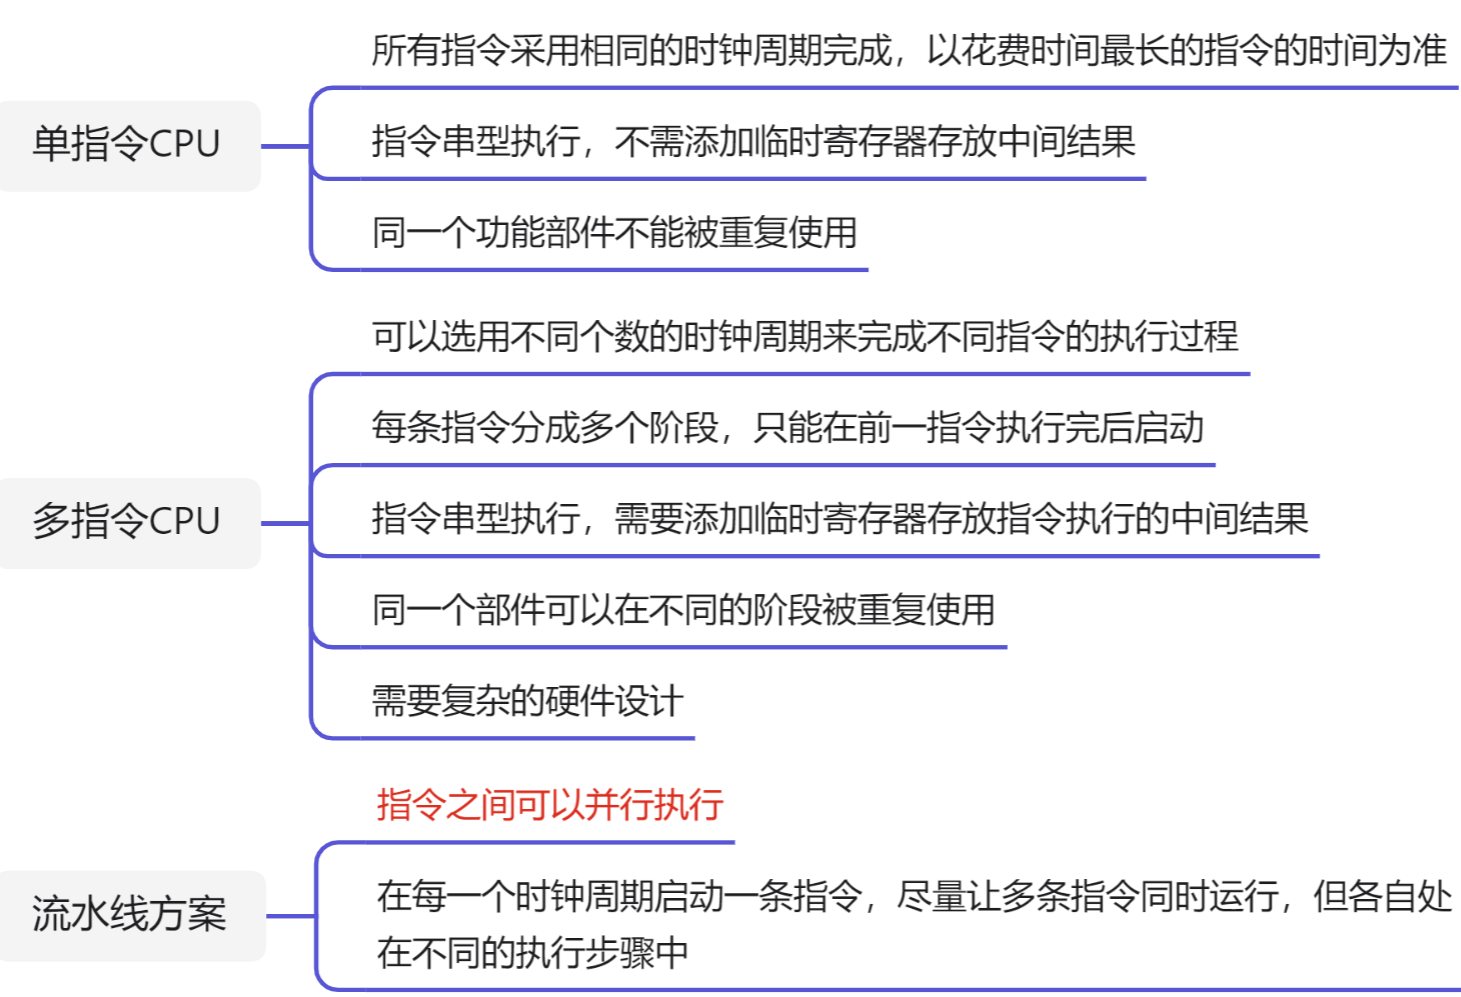 单指令CPU
所有指令采用相同的时钟周期完成，以花费时间最长的指令的时间为准
指令串型执行，不需添加临时寄存器存放中间结果
同一个功能部件不能被重复使用
多指令CPU
可以选用不同个数的时钟周期来完成不同指令的执行过程
每条指令分成多个阶段，只能在前一指令执行完后启动
指令串型执行，需要添加临时寄存器存放指令执行的中间结果
同一个部件可以在不同的阶段被重复使用
需要复杂的硬件设计
流水线方案
指令之间可以并行执行
在每一个时钟周期启动一条指令，尽量让多条指令同时运行，但各自处
在不同的执行步骤中